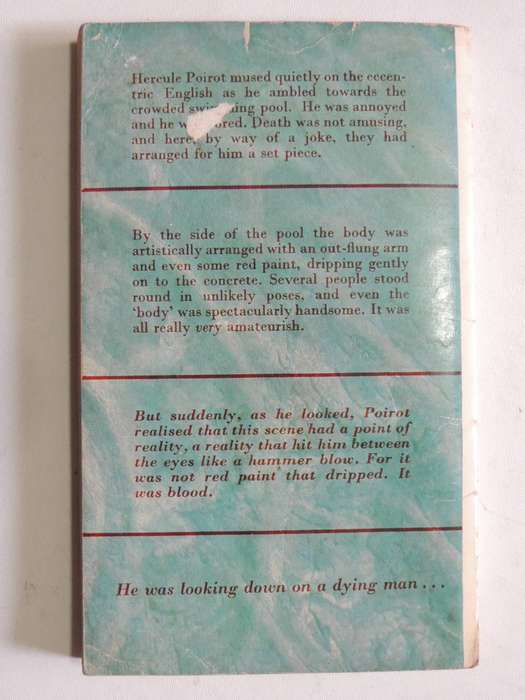 Hercule Poirot mused quietly on the eccen-
tric English as he ambled towards the
crowded swimming pool. He was annoyed
and he was bored. Death was not amusing,
and here, by way of a joke, they had
arranged for him a set piece.
By the side of the pool the body was
artistically arranged with an out-flung arm
and even some red paint, dripping gently
on to the concrete. Several people stood
round in unlikely poses, and even the
‘body’ was spectacularly handsome. It was
all really very amateurish.
But suddenly, as he looked, Poirot
realised that this scene had a point of
reality, a reality that hit him between
the eyes like a hammer blow. For it
was not red paint that dripped. It
was blood.
He was looking down on a dying man . . .